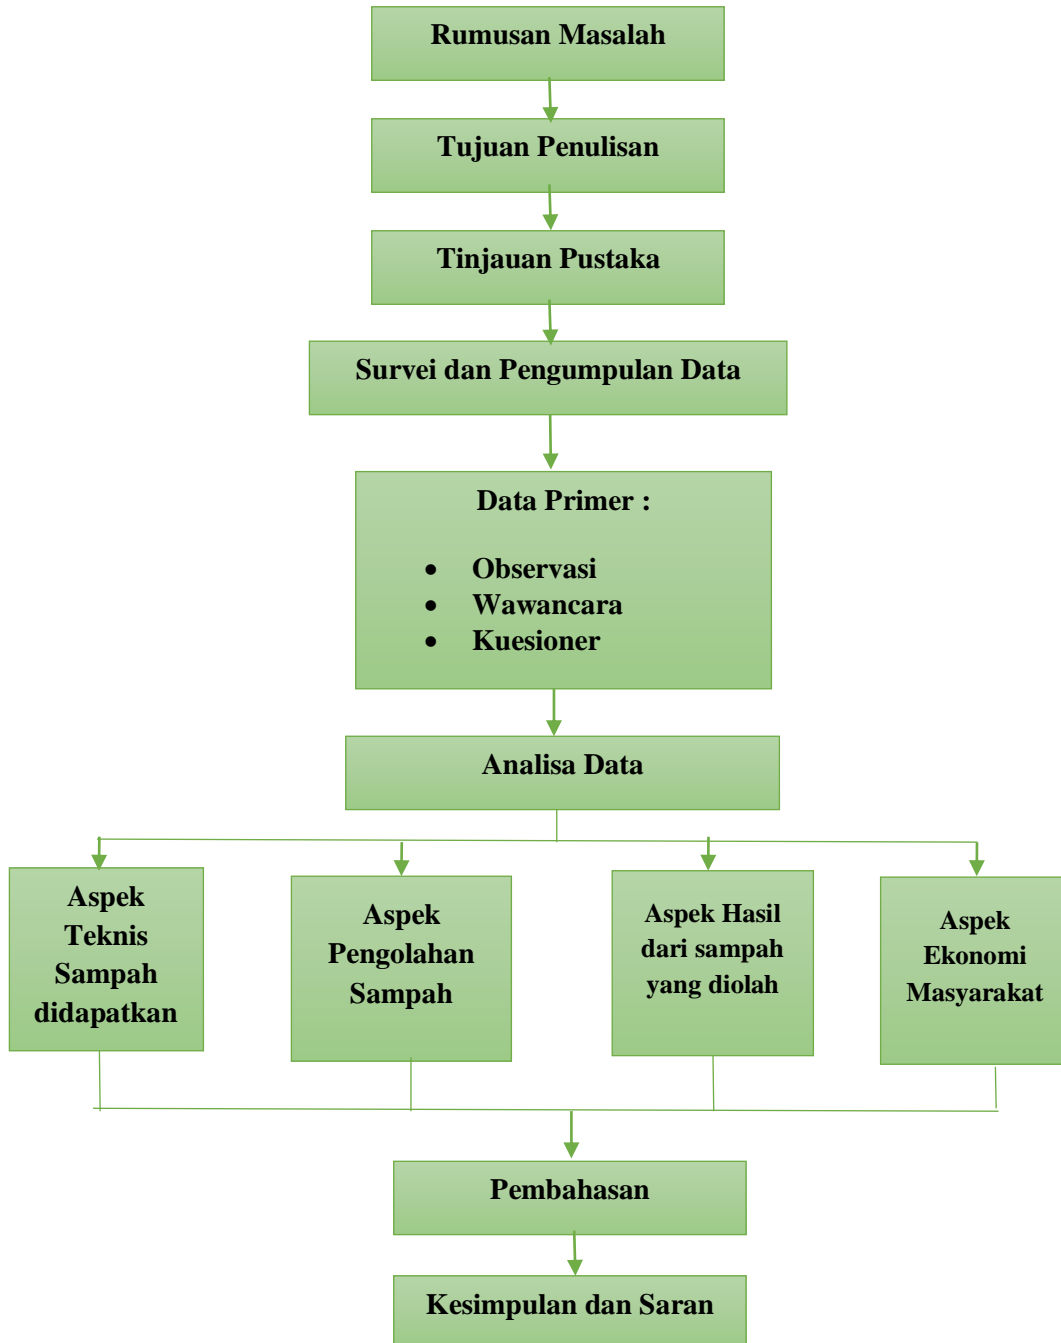 Rumusan Masalah
Tujuan Penulisan
Tinjauan Pustaka
Survei dan Pengumpulan Data
Data Primer :
• Observasi
• Wawancara
• Kuesioner
Analisa Data
Aspek
Teknis
Sampah
didapatkan
Aspek
Pengolahan
Sampah
Aspek Hasil
dari sampah
yang diolah
Aspek
Ekonomi
Masyarakat
Pembahasan
Kesimpulan dan Saran